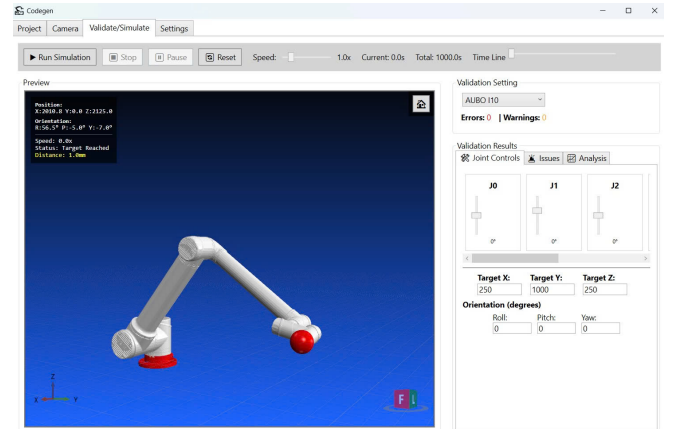 Codegen
Project Camera Validate/Simulate Settings
Run Simulation Stop Pause Reset Speed: 1.0x Current: 0.0s Total: 1000.0s Time Line
Preview
Position:
X:2010.8 Y:0.0 Z:2125.0
Orientation:
R:56.5° P:-5.0° Y:-7.0°
Speed: 0.0x
Status: Target Reached
Distance: 1.0mm
Z
X Y
F L
Validation Setting
AUBO I10
Errors: 0 | Warnings: 0
Validation Results
Joint Controls Issues Analysis
J0 J1 J2
0° 0° 0°
Target X: Target Y: Target Z:
250 1000 250
Orientation (degrees)
Roll: Pitch: Yaw:
0 0 0